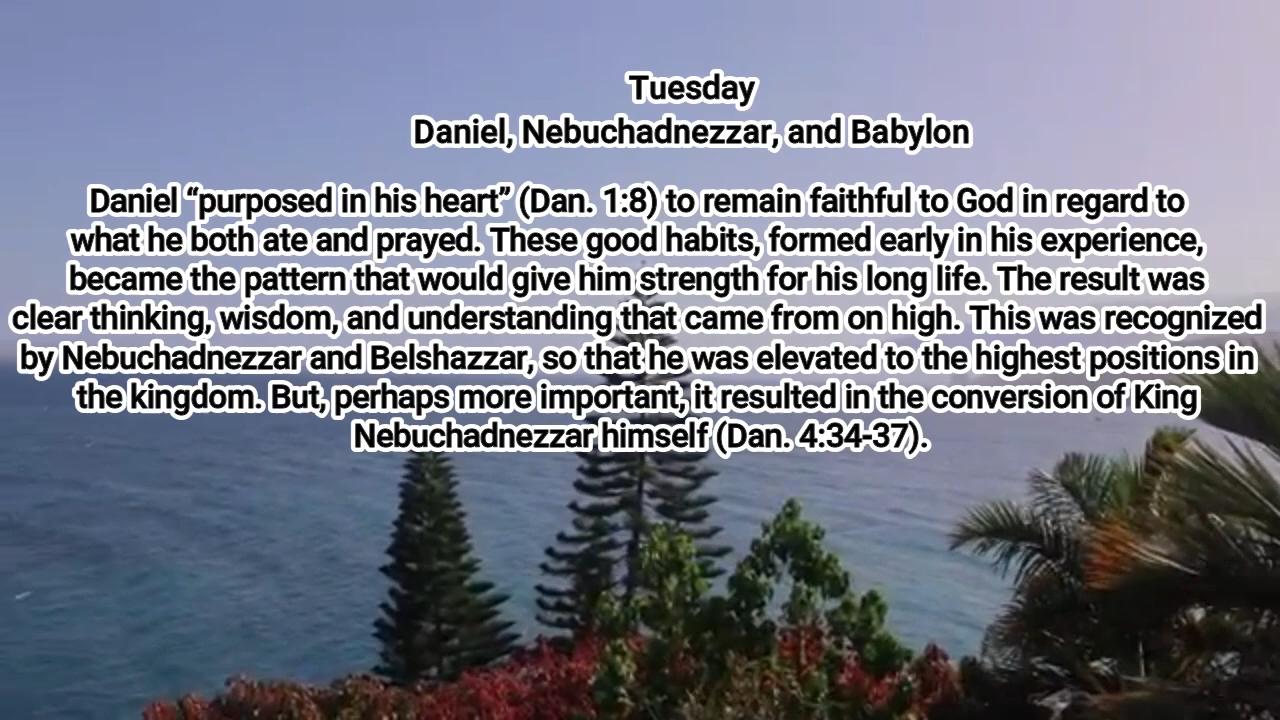 Tuesday
Daniel, Nebuchadnezzar, and Babylon
Daniel “purposed in his heart” (Dan. 1:8) to remain faithful to God in regard to
what he both ate and prayed. These good habits, formed early in his experience,
became the pattern that would give him strength for his long life. The result was
clear thinking, wisdom, and understanding that came from on high. This was recognized
by Nebuchadnezzar and Belshazzar, so that he was elevated to the highest positions in
the kingdom. But, perhaps more important, it resulted in the conversion of King
Nebuchadnezzar himself (Dan. 4:34-37).